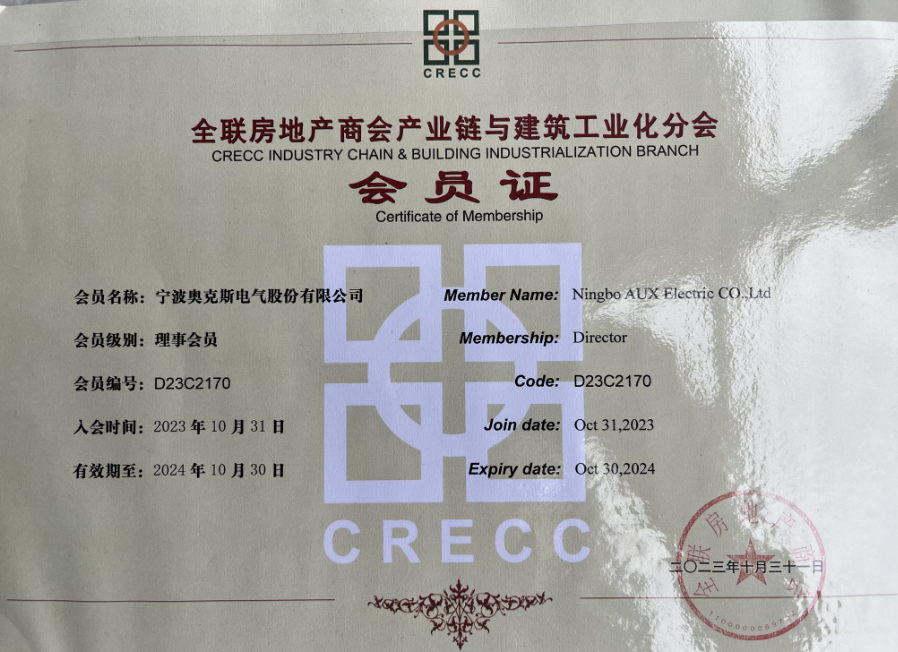 CRECC
全联房地产商会产业链与建筑工业化分会
CRECC INDUSTRY CHAIN & BUILDING INDUSTRIALIZATION BRANCH
会员证
Certificate of Membership
会员名称：宁波奥克斯电气股份有限公司 Member Name: Ningbo AUX Electric CO.,Ltd
会员级别：理事会员 Membership: Director
会员编号：D23C2170 Code: D23C2170
入会时间：2023 年 10 月 31 日 Join date: Oct 31,2023
有效期至：2024 年 10 月 30 日 Expiry date: Oct 30,2024
CRECC
全联房地产
二〇二三年十月三十一日